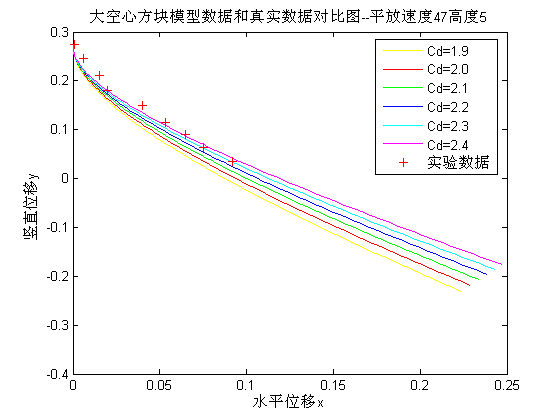 大空心方块模型数据和真实数据对比图--平放速度47高度5
0.3
0.2
0.1
0
-0.1
-0.2
-0.3
-0.4
竖直位移y
Cd=1.9
Cd=2.0
Cd=2.1
Cd=2.2
Cd=2.3
Cd=2.4
实验数据
0 0.05 0.1 0.15 0.2 0.25
水平位移x